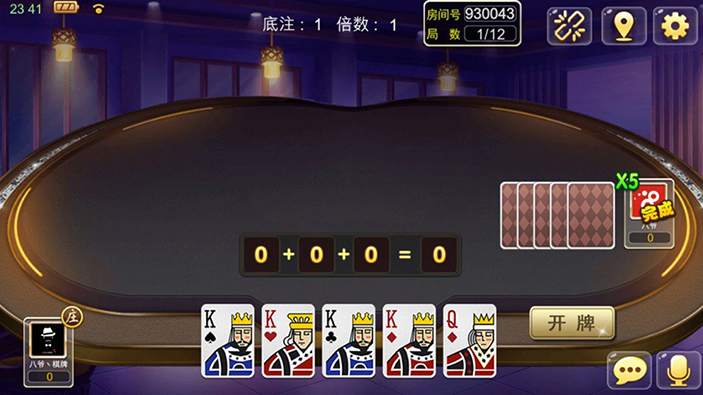 23 41
底注：1 倍数：1
房间号 930043
局 数 1/12
X5
完成
八爷
0
0 + 0 + 0 = 0
庄
八爷丶棋牌
0
K K K K Q
开 牌